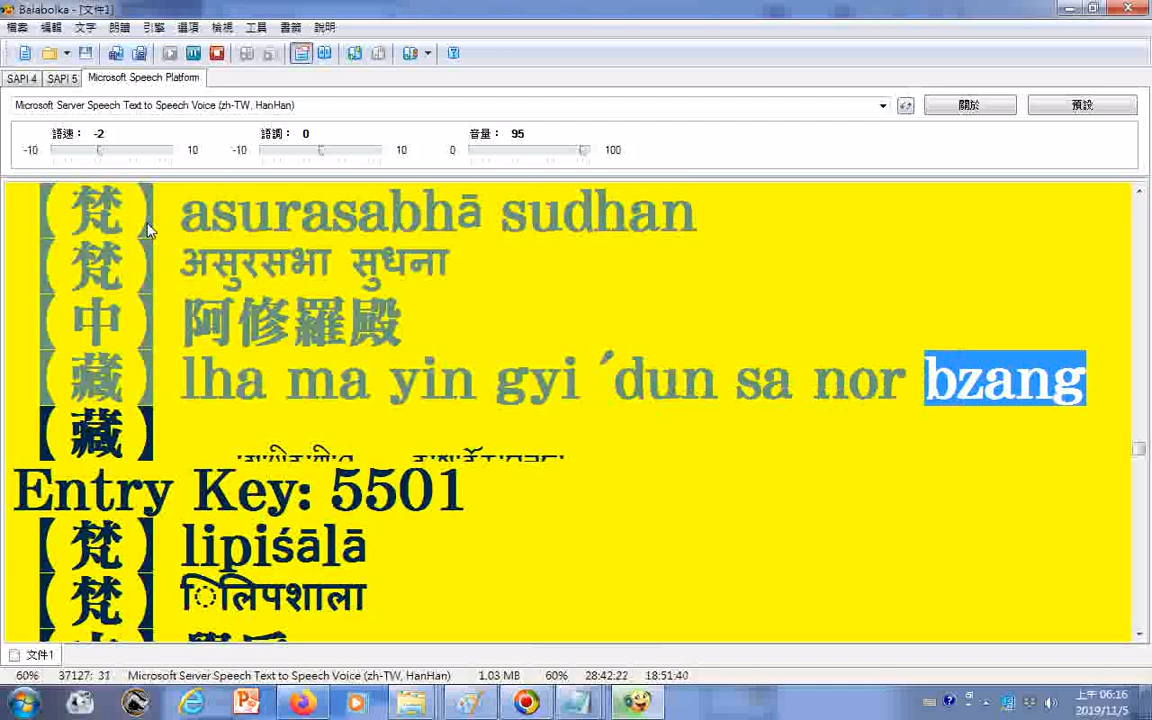 Balabolka - [文件1]
檔案 編輯 文字 朗讀 引擎 選項 檢視 工具 書籤 說明
SAPI 4 SAPI 5 Microsoft Speech Platform
Microsoft Server Speech Text to Speech Voice (zh-TW, HanHan) 關於 預設
語速： -2 語調： 0 音量： 95
-10 10 -10 10 0 100
【梵】 asurasabhā sudhan
【梵】 असुरसभा सुधना
【中】 阿修羅殿
【藏】 lha ma yin gyi ´dun sa nor bzang
【藏】
Entry Key: 5501
【梵】 lipiśālā
【梵】 िलिपशाला
文件1
60% 37127: 31 Microsoft Server Speech Text to Speech Voice (zh-TW, HanHan) 1.03 MB 60% 28:42:22 18:51:40
上午 06:16
2019/11/5